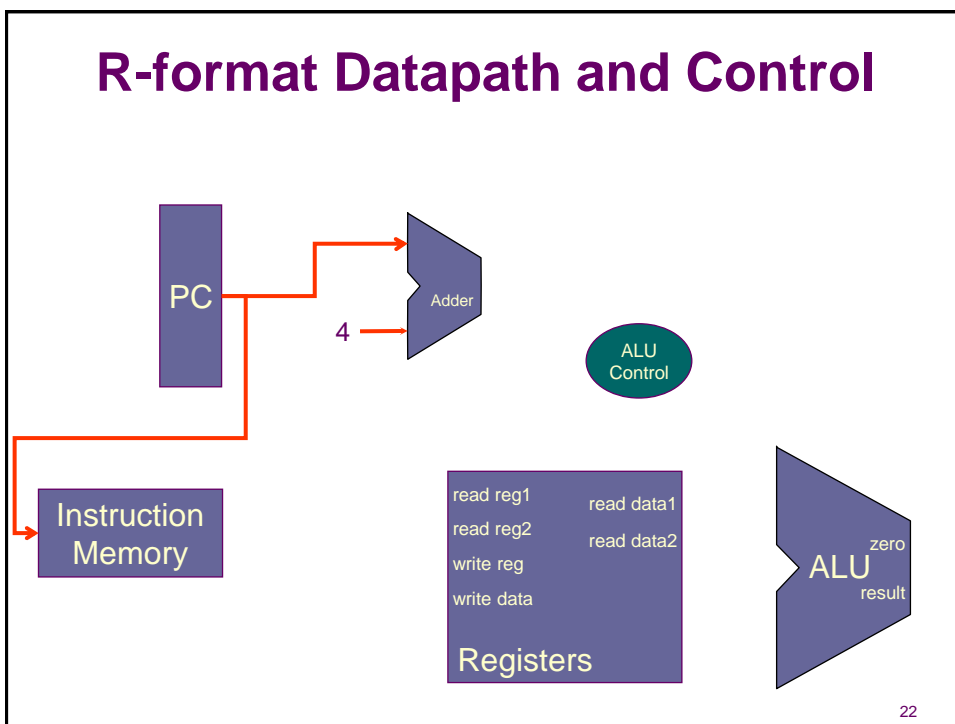 R-format Datapath and Control
PC
Adder
4
ALU
Control
Instruction
Memory
read reg1
read reg2
write reg
write data
read data1
read data2
Registers
zero
ALU
result
22